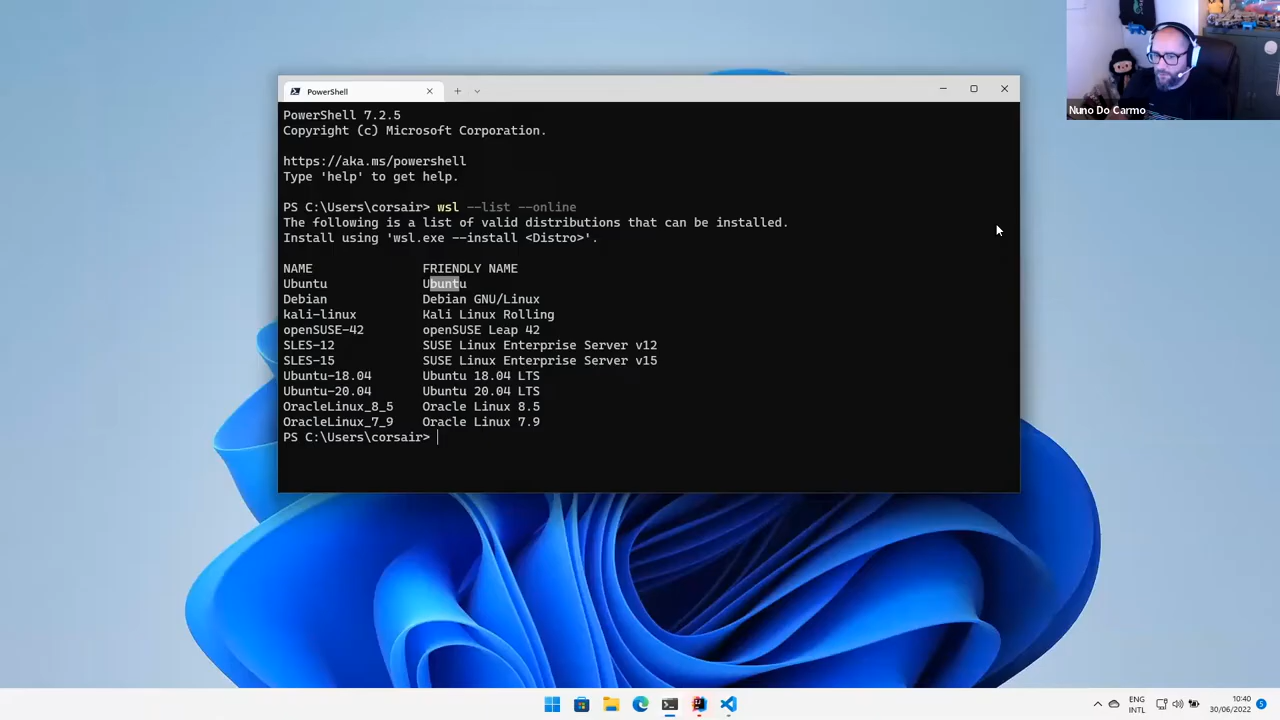 Nuno Do Carmo
PowerShell
PowerShell 7.2.5
Copyright (c) Microsoft Corporation.
https://aka.ms/powershell
Type 'help' to get help.
PS C:\Users\corsair> wsl --list --online
The following is a list of valid distributions that can be installed.
Install using 'wsl.exe --install <Distro>'.
NAME FRIENDLY NAME
Ubuntu Ubuntu
Debian Debian GNU/Linux
kali-linux Kali Linux Rolling
openSUSE-42 openSUSE Leap 42
SLES-12 SUSE Linux Enterprise Server v12
SLES-15 SUSE Linux Enterprise Server v15
Ubuntu-18.04 Ubuntu 18.04 LTS
Ubuntu-20.04 Ubuntu 20.04 LTS
OracleLinux_8_5 Oracle Linux 8.5
OracleLinux_7_9 Oracle Linux 7.9
PS C:\Users\corsair>
ENG 10:40
INTL 30/06/2022 5